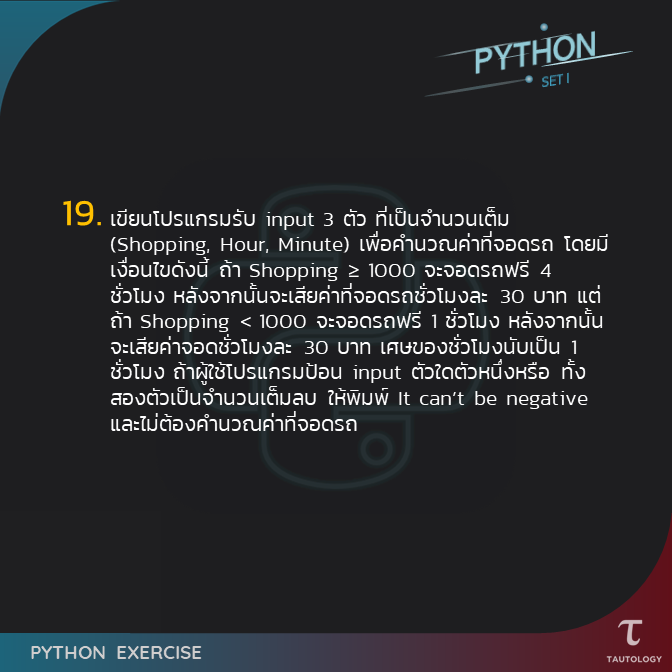 PYTHON
SET I
19. เขียนโปรแกรมรับ input 3 ตัว ที่เป็นจำนวนเต็ม
(Shopping, Hour, Minute) เพื่อคำนวณค่าที่จอดรถ โดยมี
เงื่อนไขดังนี้ ถ้า Shopping ≥ 1000 จะจอดรถฟรี 4
ชั่วโมง หลังจากนั้นจะเสียค่าที่จอดรถชั่วโมงละ 30 บาท แต่
ถ้า Shopping < 1000 จะจอดรถฟรี 1 ชั่วโมง หลังจากนั้น
จะเสียค่าจอดชั่วโมงละ 30 บาท เศษของชั่วโมงนับเป็น 1
ชั่วโมง ถ้าผู้ใช้โปรแกรมป้อน input ตัวใดตัวหนึ่งหรือ ทั้ง
สองตัวเป็นจำนวนเต็มลบ ให้พิมพ์ It can't be negative
และไม่ต้องคำนวณค่าที่จอดรถ
PYTHON EXERCISE
τ
TAUTOLOGY